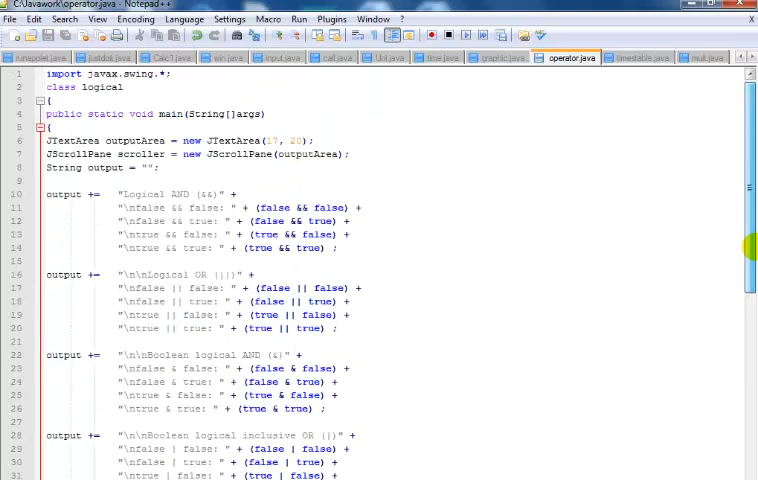 C:\Javawork\operator.java - Notepad++
File Edit Search View Encoding Language Settings Macro Run Plugins Window ? X
runapplet.java justdot.java Calc1.java win.java input.java call.java Uni.java time.java graphic.java operator.java timestable.java mult.java
1 import javax.swing.*;
2 class logical
3 {
4 public static void main(String[]args)
5 {
6 JTextArea outputArea = new JTextArea(17, 20);
7 JScrollPane scroller = new JScrollPane(outputArea);
8 String output = "";
9
10 output += "Logical AND (&&)" +
11 "\nfalse && false: " + (false && false) +
12 "\nfalse && true: " + (false && true) +
13 "\ntrue && false: " + (true && false) +
14 "\ntrue && true: " + (true && true) ;
15
16 output += "\n\nLogical OR (||)" +
17 "\nfalse || false: " + (false || false) +
18 "\nfalse || true: " + (false || true) +
19 "\ntrue || false: " + (true || false) +
20 "\ntrue || true: " + (true || true) ;
21
22 output += "\n\nBoolean logical AND (&)" +
23 "\nfalse & false: " + (false & false) +
24 "\nfalse & true: " + (false & true) +
25 "\ntrue & false: " + (true & false) +
26 "\ntrue & true: " + (true & true) ;
27
28 output += "\n\nBoolean logical inclusive OR (|)" +
29 "\nfalse | false: " + (false | false) +
30 "\nfalse | true: " + (false | true) +
31 "\ntrue | false: " + (true | false) +